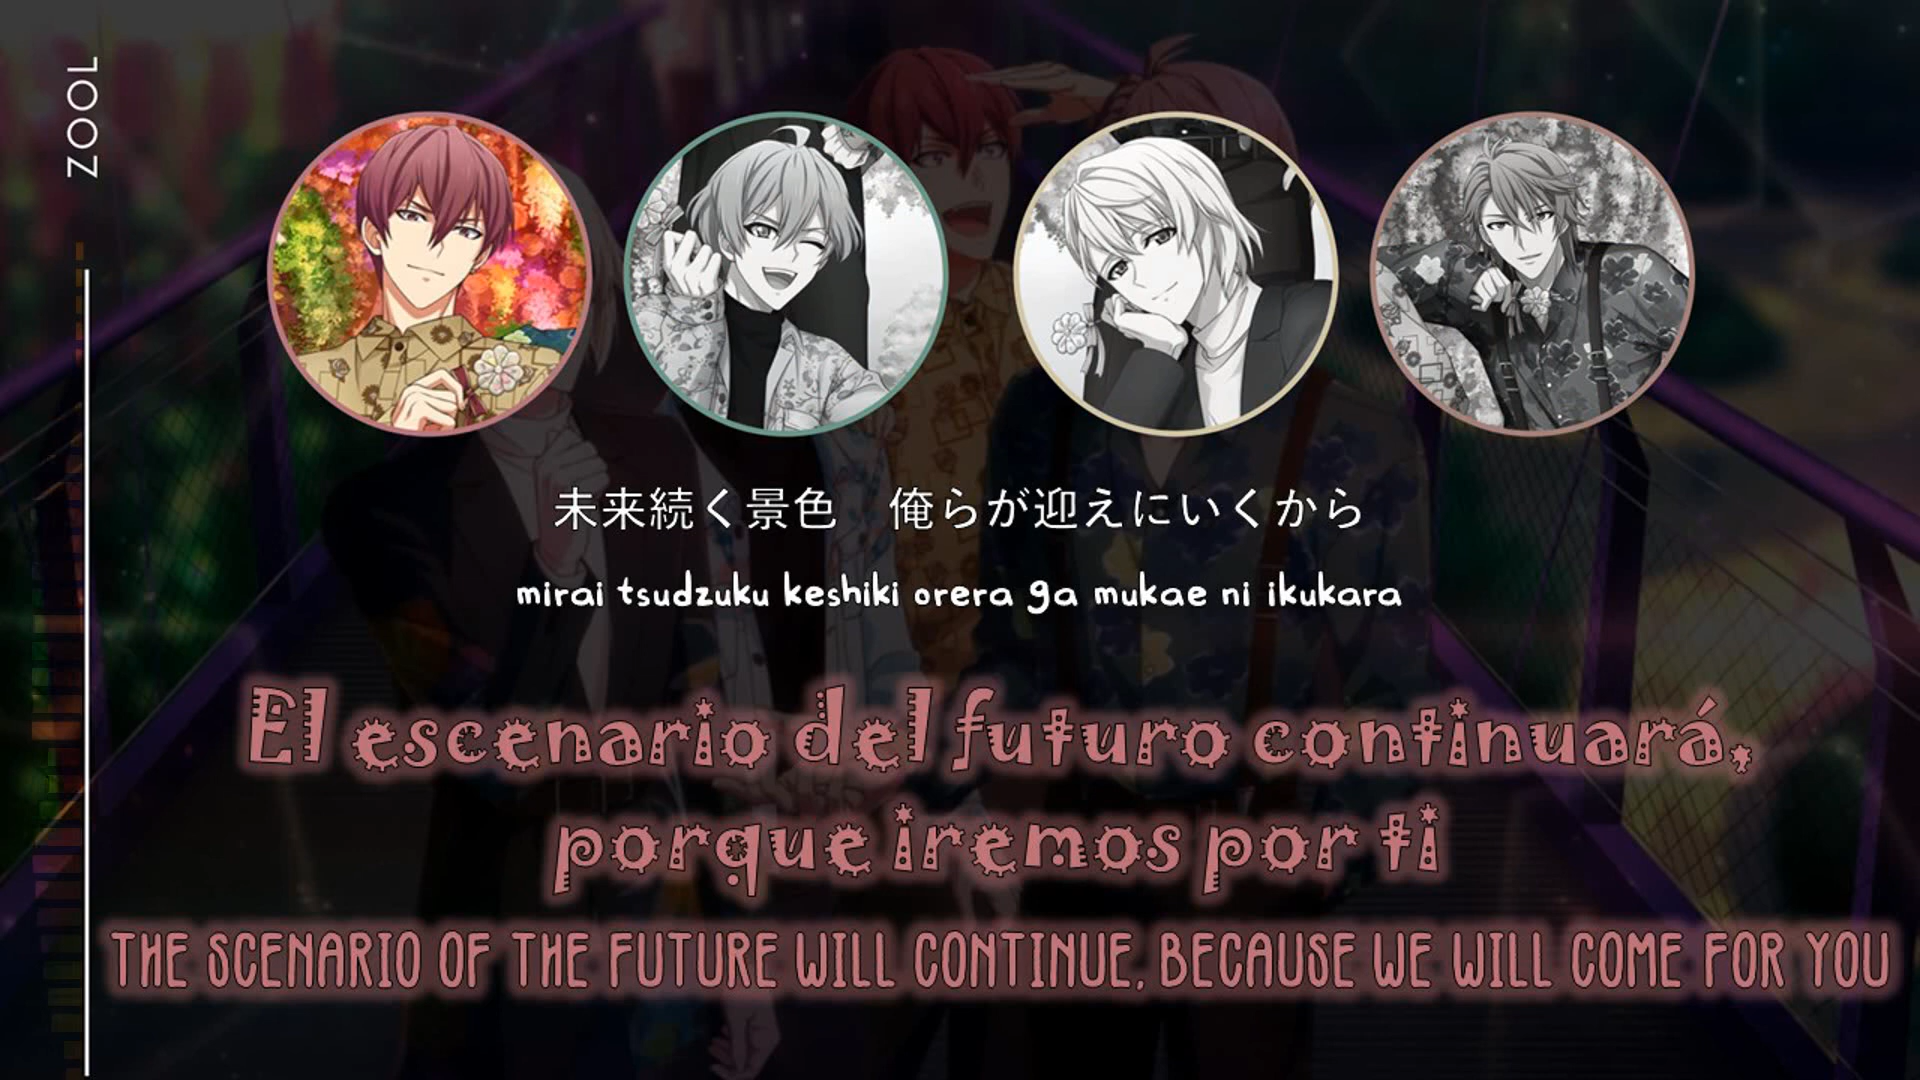 ZOOL
未来続く景色　俺らが迎えにいくから
mirai tsudzuku keshiki orera ga mukae ni ikukara
El escenario del futuro continuará,
porque iremos por ti
THE SCENARIO OF THE FUTURE WILL CONTINUE, BECAUSE WE WILL COME FOR YOU